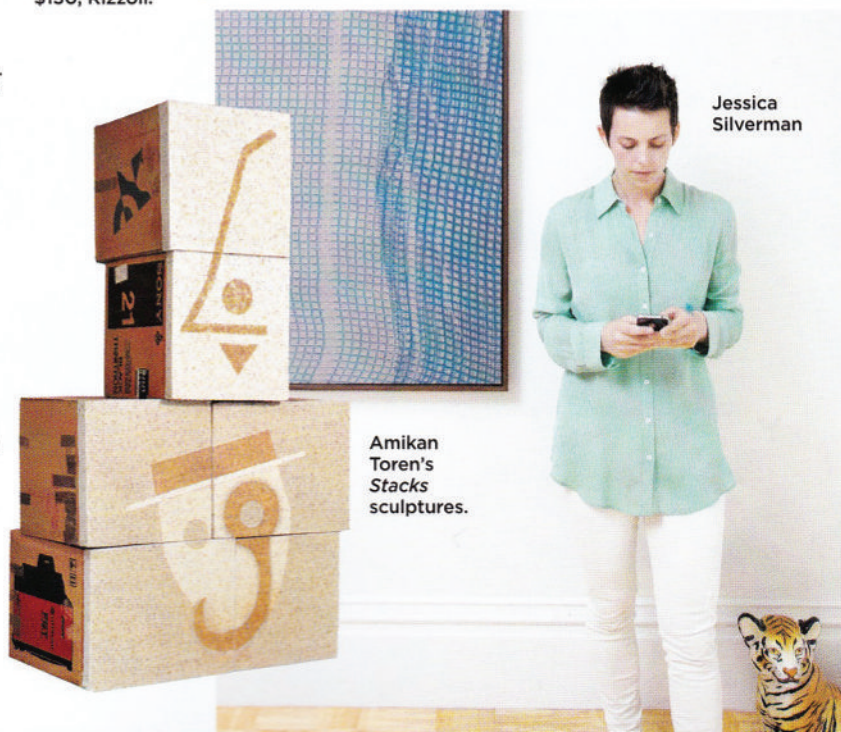 $150, Rizzoli.
Jessica
Silverman
Amikan
Toren's
Stacks
sculptures.
SONY
21